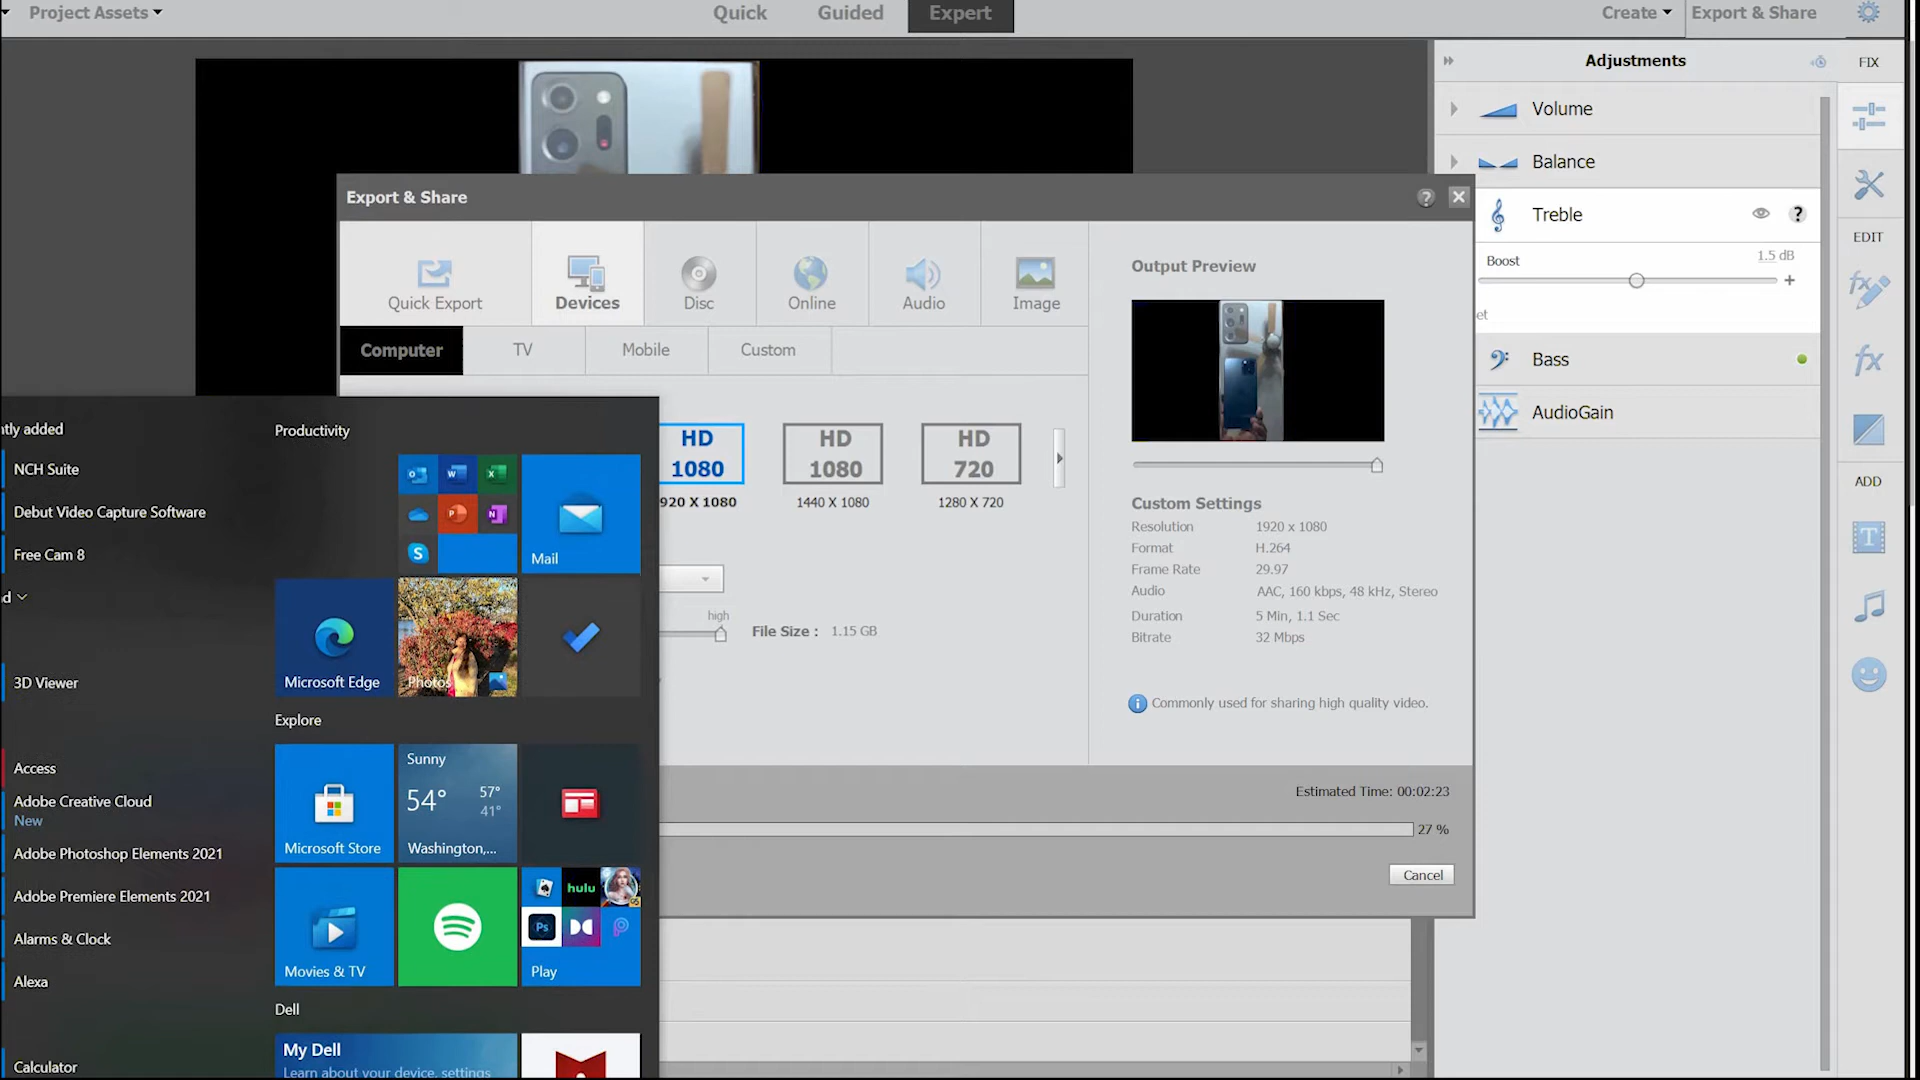 Project Assets
Quick
Guided
Expert
Create
Export & Share
Adjustments
FIX
Volume
Balance
Treble
?
Boost
1.5 dB
+
et
Bass
AudioGain
EDIT
fx
ADD
T
Export & Share
?
Quick Export
Devices
Disc
Online
Audio
Image
Computer
TV
Mobile
Custom
HD
1080
920 X 1080
HD
1080
1440 X 1080
HD
720
1280 X 720
high
File Size : 1.15 GB
Output Preview
Custom Settings
Resolution 1920 x 1080
Format H.264
Frame Rate 29.97
Audio AAC, 160 kbps, 48 kHz, Stereo
Duration 5 Min, 1.1 Sec
Bitrate 32 Mbps
Commonly used for sharing high quality video.
Estimated Time: 00:02:23
27 %
Cancel
ntly added
NCH Suite
Debut Video Capture Software
Free Cam 8
d
3D Viewer
Access
Adobe Creative Cloud
New
Adobe Photoshop Elements 2021
Adobe Premiere Elements 2021
Alarms & Clock
Alexa
Calculator
Productivity
Mail
Microsoft Edge
Photos
Explore
Microsoft Store
Sunny
54° 57°
41°
Washington,...
Movies & TV
hulu
Ps
Play
Dell
My Dell
Learn about your device, settings